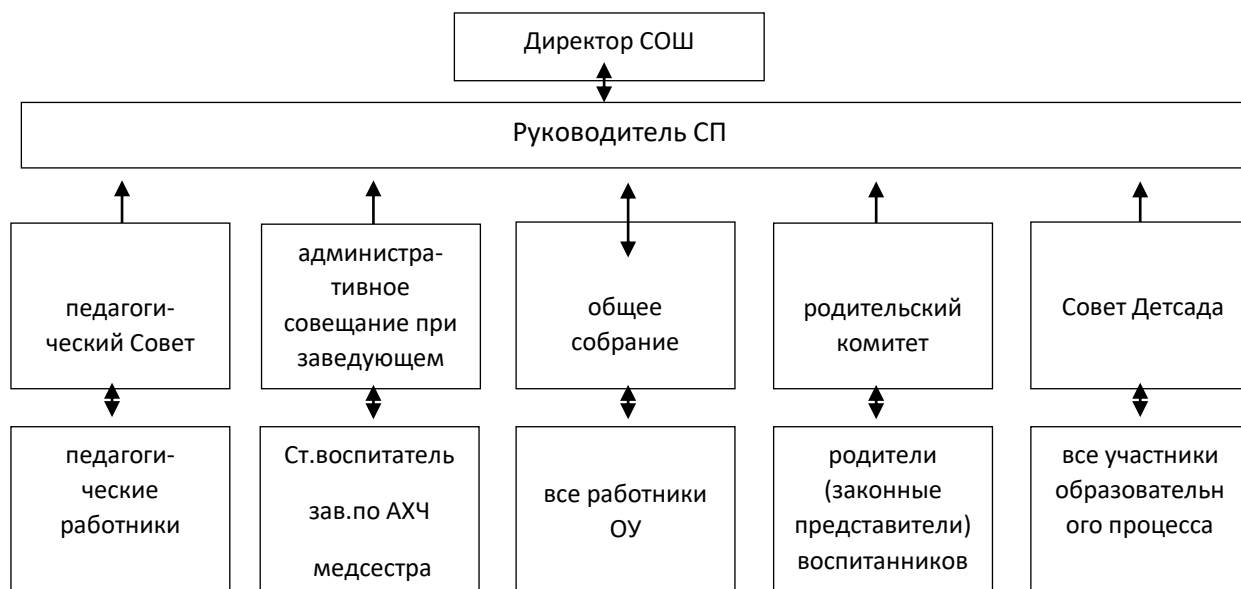 Директор СОШ
Руководитель СП
педагоги-
ческий Совет
администра-
тивное
совещание при
заведующем
общее
собрание
родительский
комитет
Совет Детсада
педагоги-
ческие
работники
Ст.воспитатель
зав.по АХЧ
медсестра
все работники
ОУ
родители
(законные
представители)
воспитанников
все участники
образовательн
ого процесса